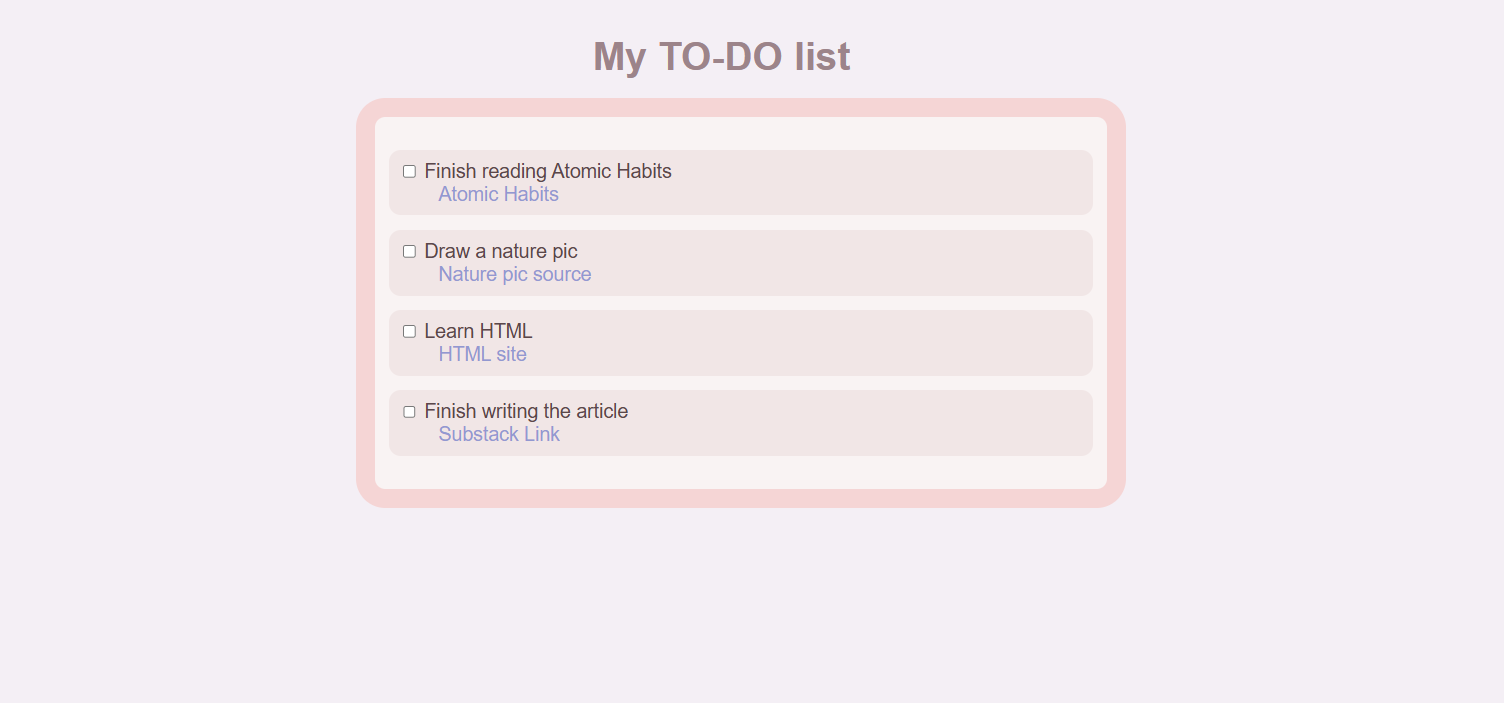 My TO-DO list
Finish reading Atomic Habits
Atomic Habits
Draw a nature pic
Nature pic source
Learn HTML
HTML site
Finish writing the article
Substack Link